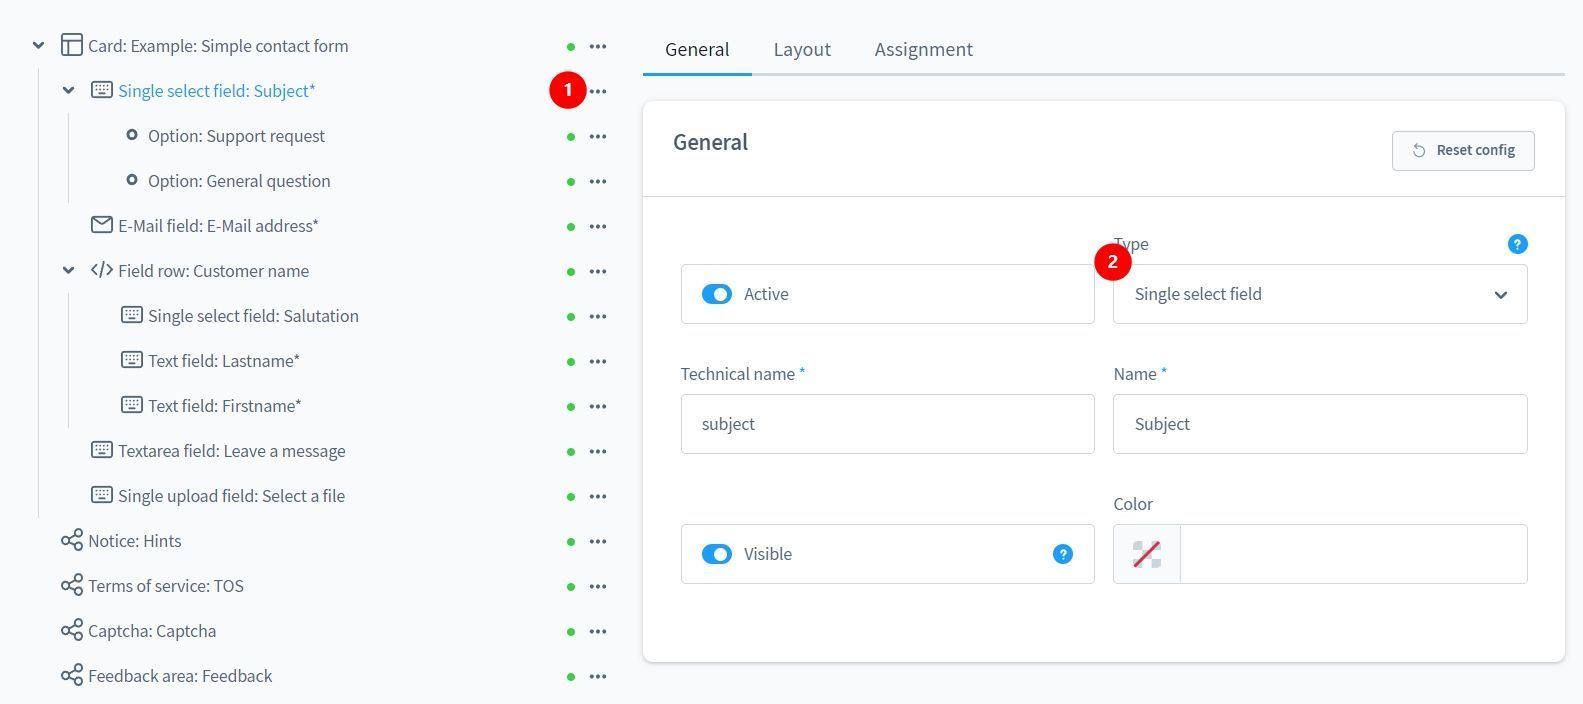 Card: Example: Simple contact form
Single select field: Subject*
1
Option: Support request
Option: General question
E-Mail field: E-Mail address*
Field row: Customer name
Single select field: Salutation
Text field: Lastname*
Text field: Firstname*
Textarea field: Leave a message
Single upload field: Select a file
Notice: Hints
Terms of service: TOS
Captcha: Captcha
Feedback area: Feedback
General Layout Assignment
General
Reset config
Type ?
2
Active
Single select field
Technical name * Name *
subject Subject
Color
Visible ?